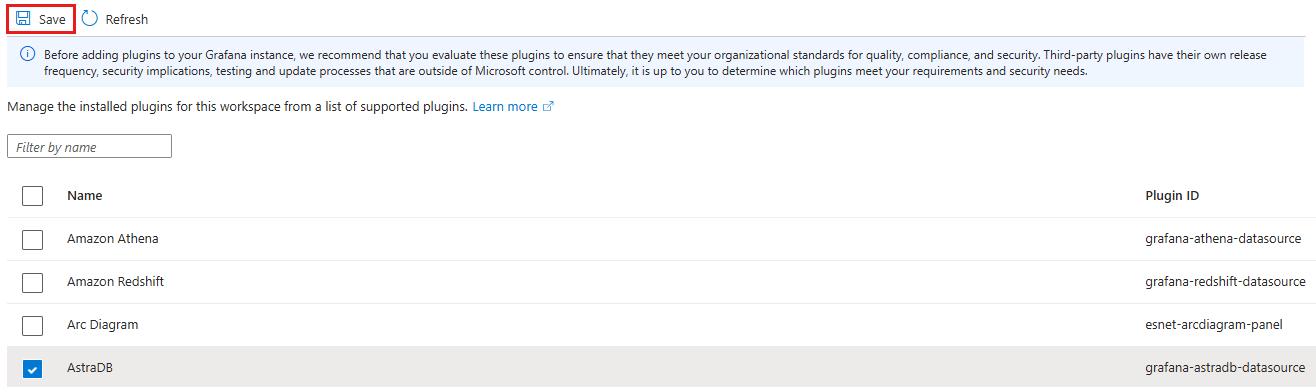 Save Refresh
Before adding plugins to your Grafana instance, we recommend that you evaluate these plugins to ensure that they meet your organizational standards for quality, compliance, and security. Third-party plugins have their own release
frequency, security implications, testing and update processes that are outside of Microsoft control. Ultimately, it is up to you to determine which plugins meet your requirements and security needs.
Manage the installed plugins for this workspace from a list of supported plugins. Learn more
Filter by name
Name Plugin ID
Amazon Athena grafana-athena-datasource
Amazon Redshift grafana-redshift-datasource
Arc Diagram esnet-arcdiagram-panel
AstraDB grafana-astradb-datasource